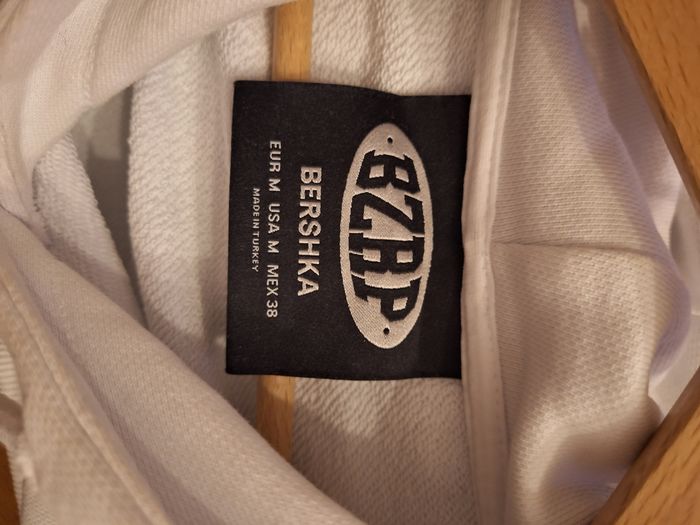 BZRP
BERSHKA
EUR M USA M MEX 38
MADE IN TURKEY